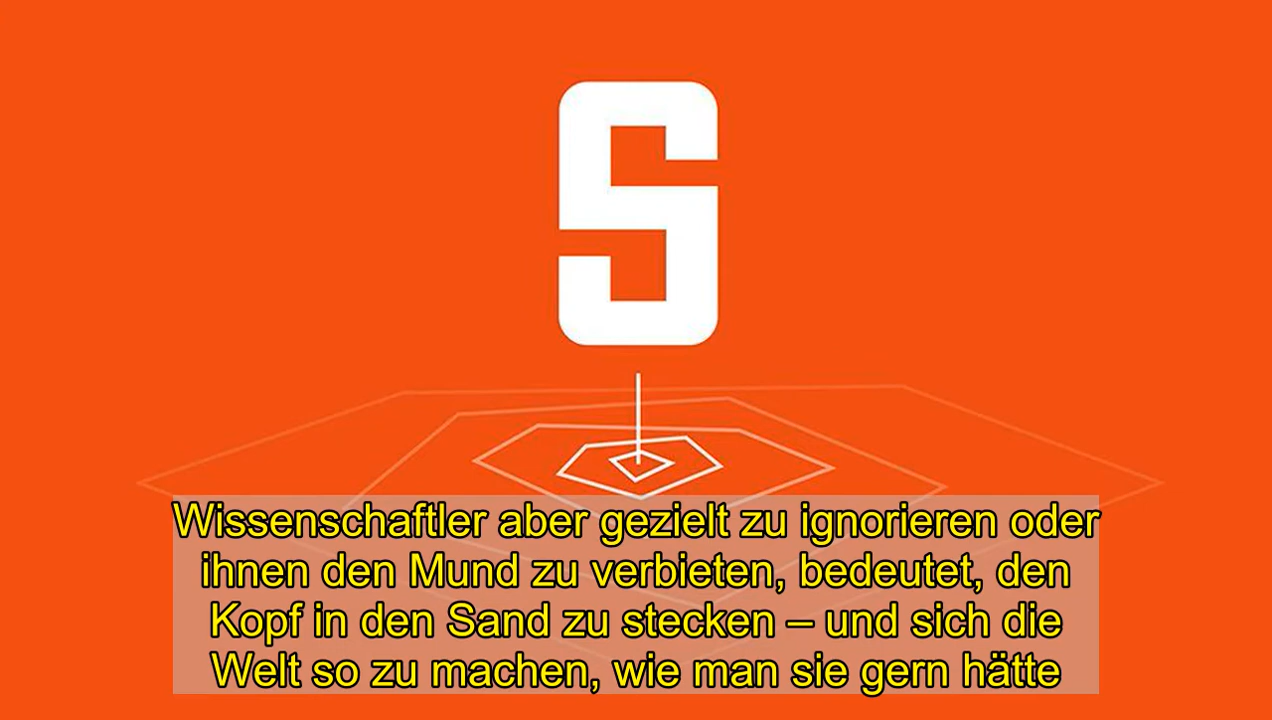 S
Wissenschaftler aber gezielt zu ignorieren oder
ihnen den Mund zu verbieten, bedeutet, den
Kopf in den Sand zu stecken – und sich die
Welt so zu machen, wie man sie gern hätte